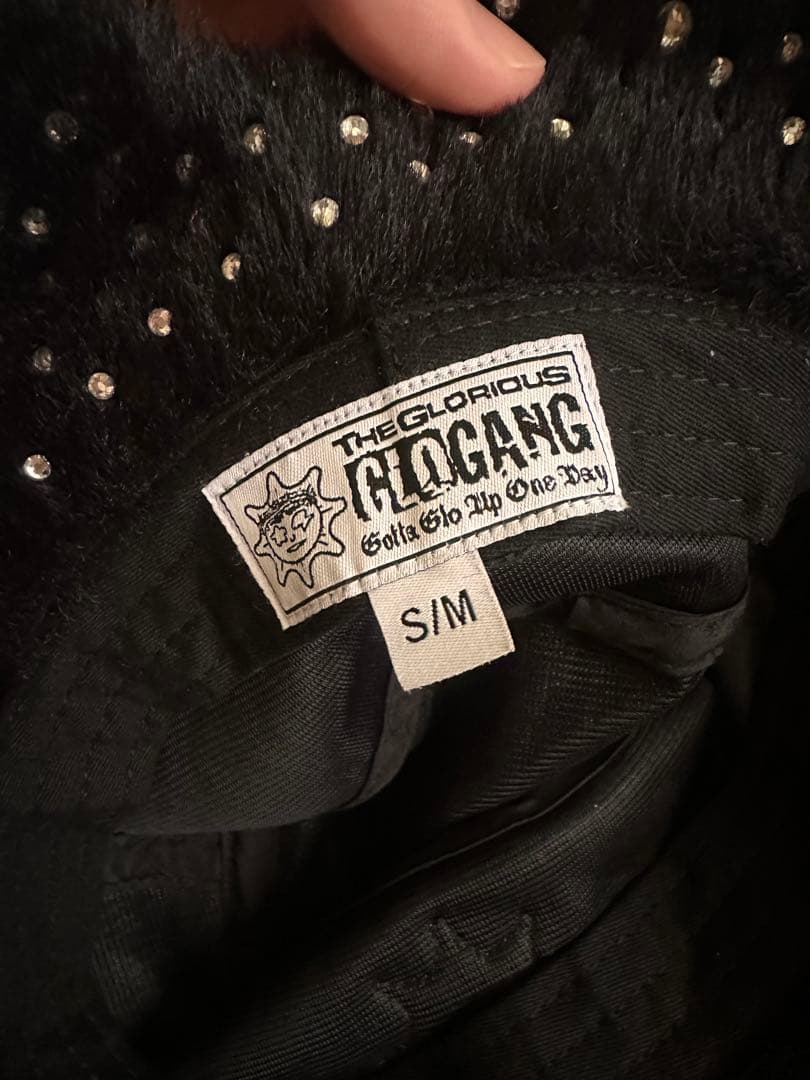 THE GLORIOUS
GLOGANG
Gotta Glo Up One Day
S/M